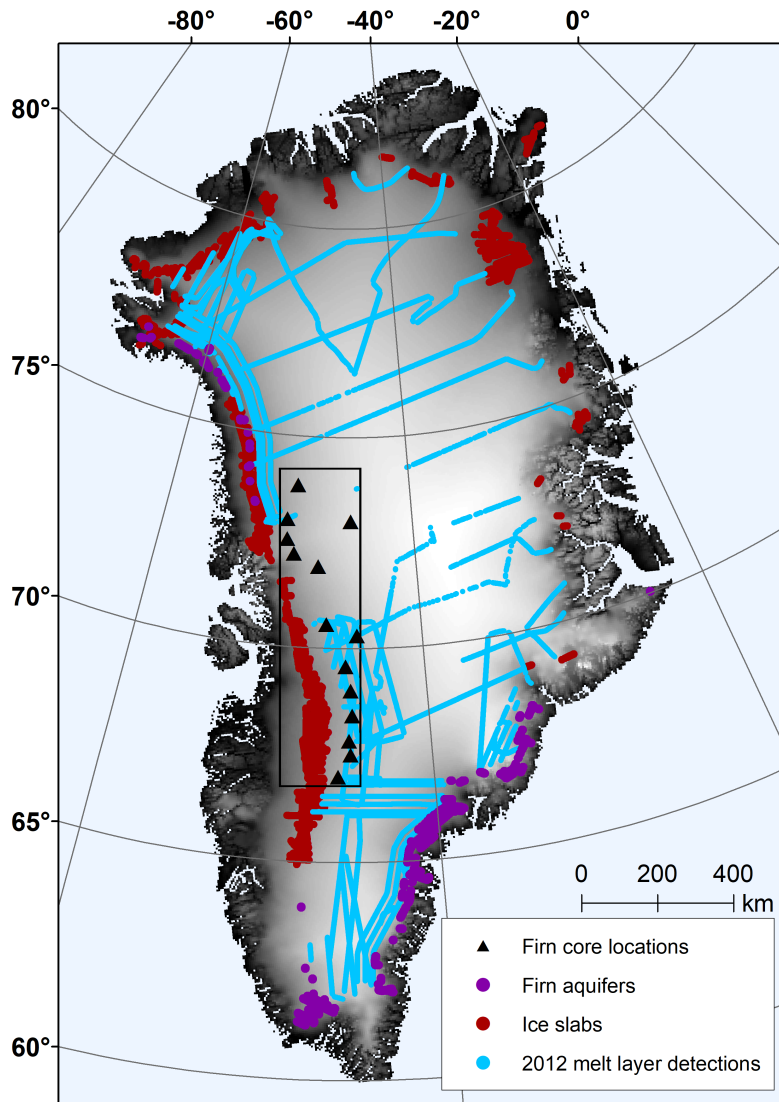 -80° -60° -40° -20° 0°
80°
75°
70°
65°
60°
0 200 400
km
Firn core locations
Firn aquifers
Ice slabs
2012 melt layer detections